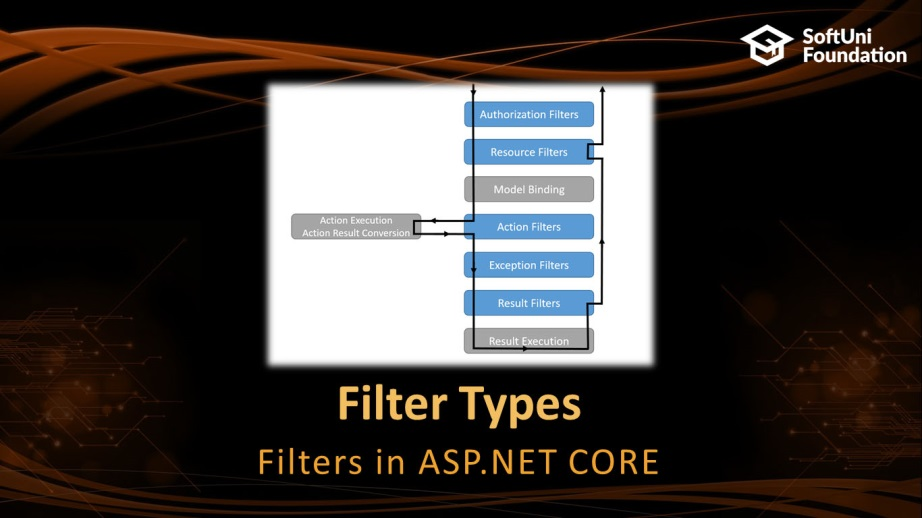 SoftUni
Foundation
Authorization Filters
Resource Filters
Model Binding
Action Execution
Action Result Conversion
Action Filters
Exception Filters
Result Filters
Result Execution
Filter Types
Filters in ASP.NET CORE